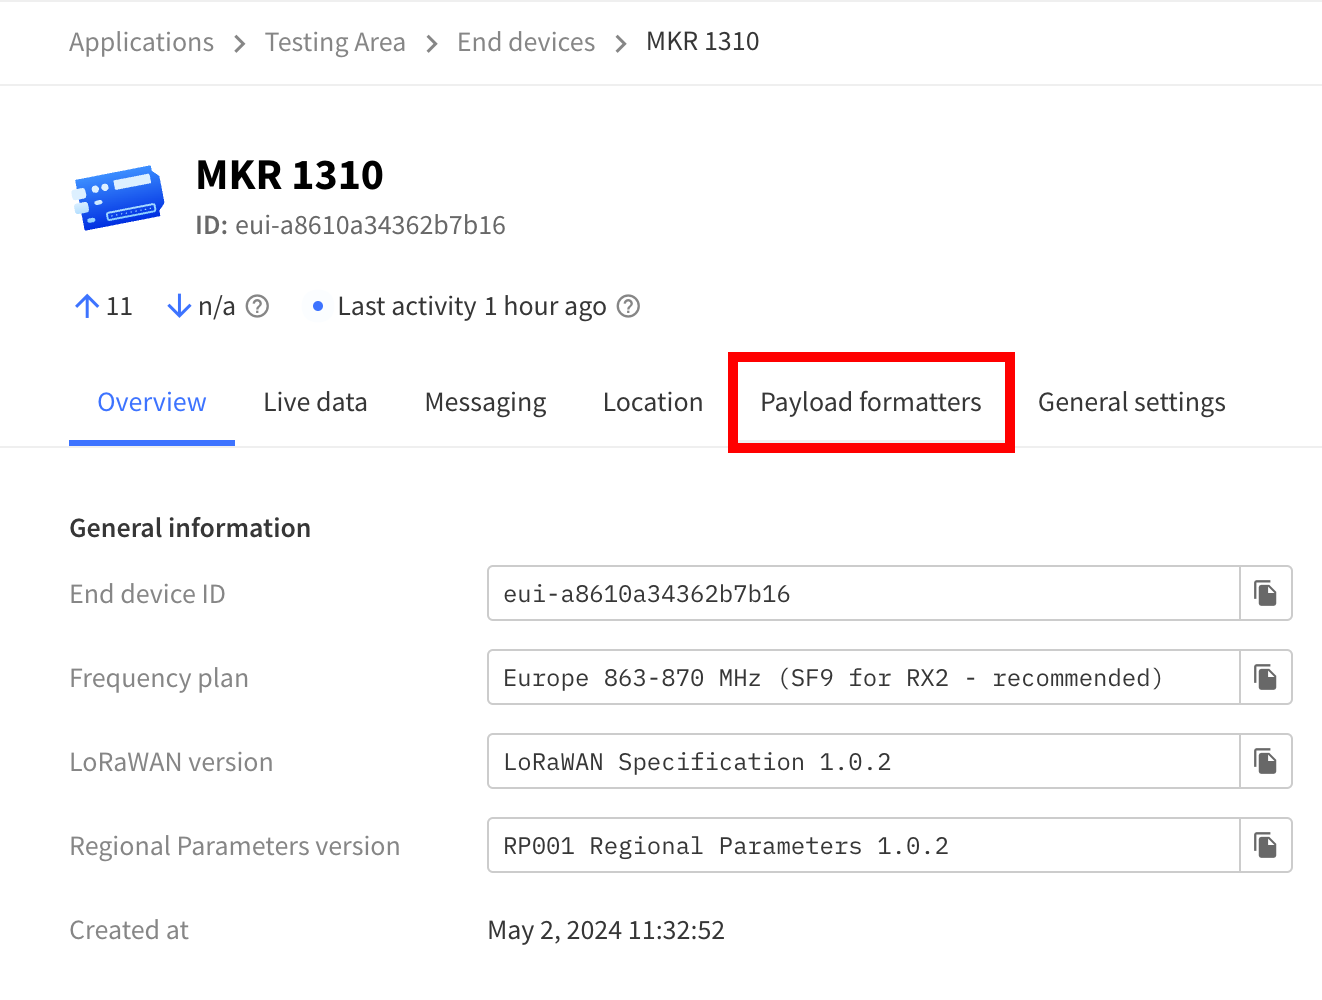 Applications > Testing Area > End devices > MKR 1310
MKR 1310
ID: eui-a8610a34362b7b16
11 n/a Last activity 1 hour ago
Overview Live data Messaging Location Payload formatters General settings
General information
End device ID eui-a8610a34362b7b16
Frequency plan Europe 863-870 MHz (SF9 for RX2 - recommended)
LoRaWAN version LoRaWAN Specification 1.0.2
Regional Parameters version RP001 Regional Parameters 1.0.2
Created at May 2, 2024 11:32:52